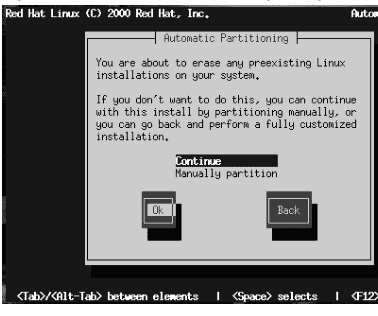 Red Hat Linux (C) 2000 Red Hat, Inc.
Autom
Automatic Partitioning
You are about to erase any preexisting Linux
installations on your system.
If you don't want to do this, you can continue
with this install by partitioning manually, or
you can go back and perform a fully customized
installation.
Continue
Manually partition
Ok
Back
<Tab>/<Alt-Tab> between elements | <Space> selects | <F12>